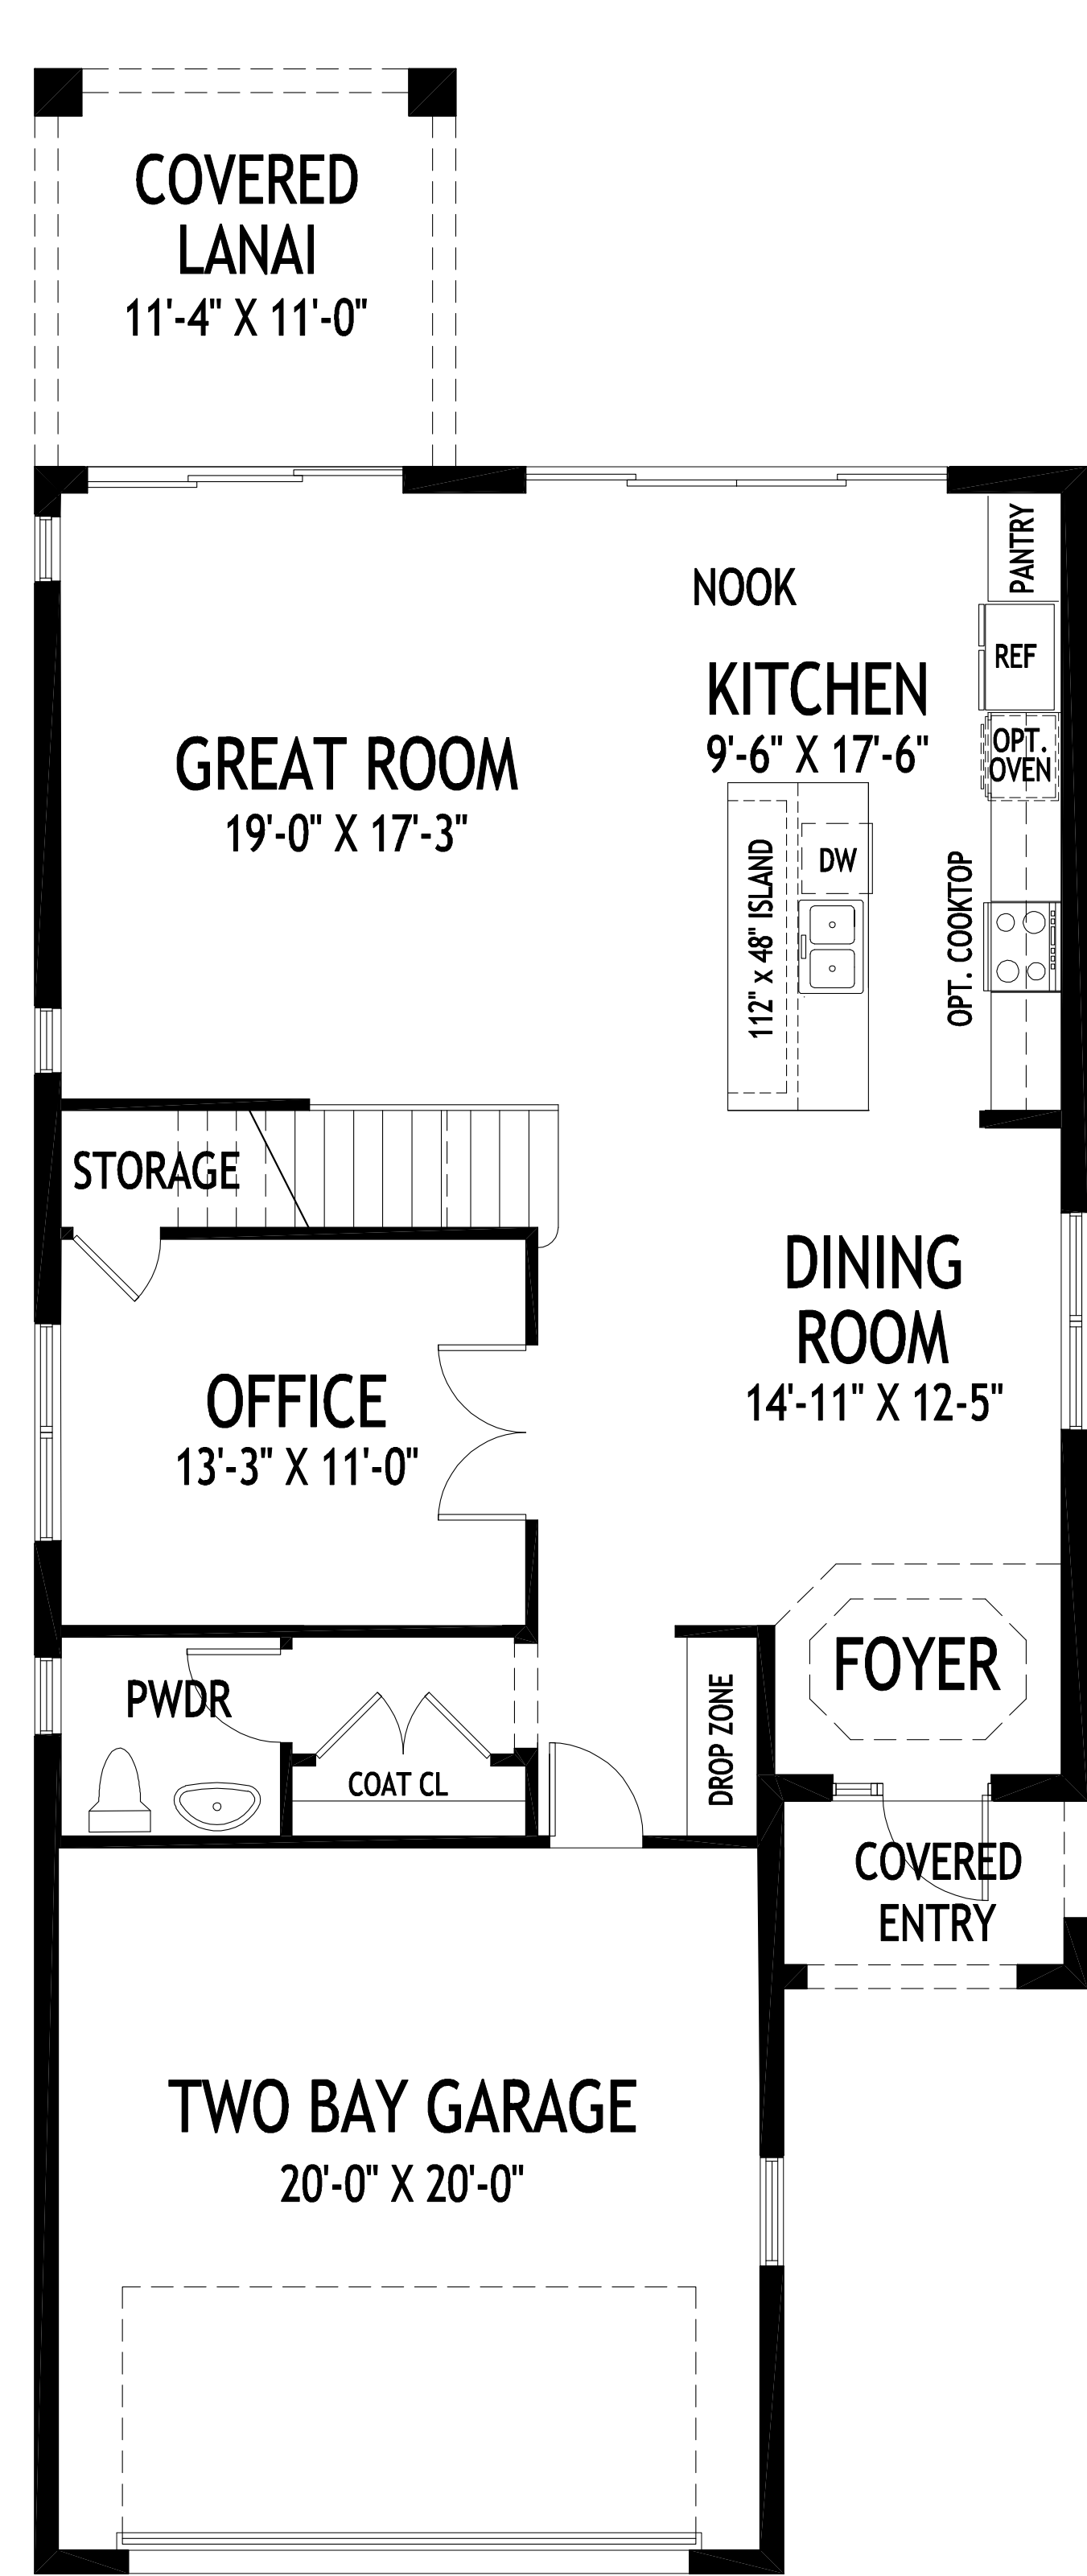 COVERED
LANAI
11'-4" X 11'-0"
NOOK
PANTRY
REF
KITCHEN
9'-6" X 17'-6"
OPT.
OVEN
GREAT ROOM
19'-0" X 17'-3"
DW
112" x 48" ISLAND
OPT. COOKTOP
STORAGE
DINING
ROOM
14'-11" X 12-5"
OFFICE
13'-3" X 11'-0"
FOYER
PWDR
DROP ZONE
COAT CL
COVERED
ENTRY
TWO BAY GARAGE
20'-0" X 20'-0"